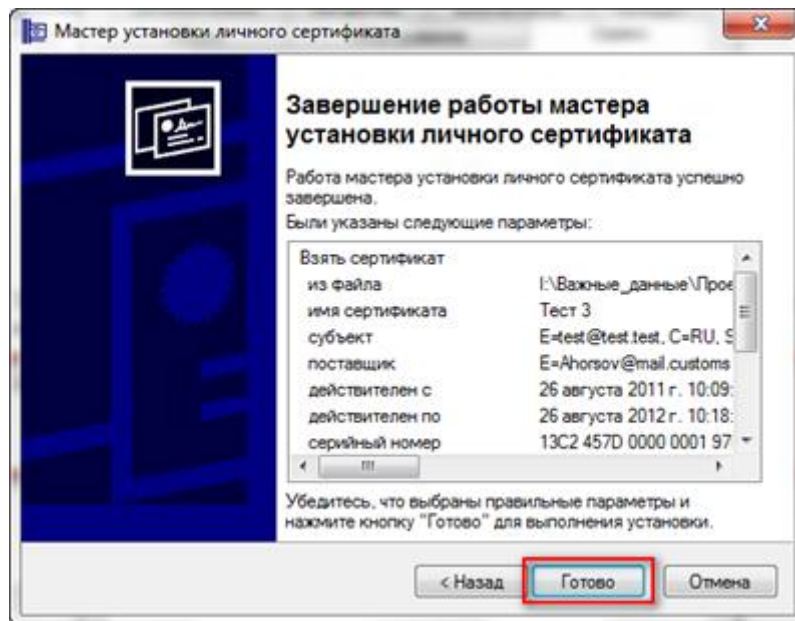 Мастер установки личного сертификата
Завершение работы мастера
установки личного сертификата
Работа мастера установки личного сертификата успешно
завершена.
Были указаны следующие параметры:
Взять сертификат
из файла I:\Важные_данные\Прое
имя сертификата Тест 3
субъект E=test@test.test, C=RU, S
поставщик E=Ahorsov@mail.customs
действителен с 26 августа 2011 г. 10:09:
действителен по 26 августа 2012 г. 10:18:
серийный номер 13C2 457D 0000 0001 97
Убедитесь, что выбраны правильные параметры и
нажмите кнопку "Готово" для выполнения установки.
< Назад Готово Отмена